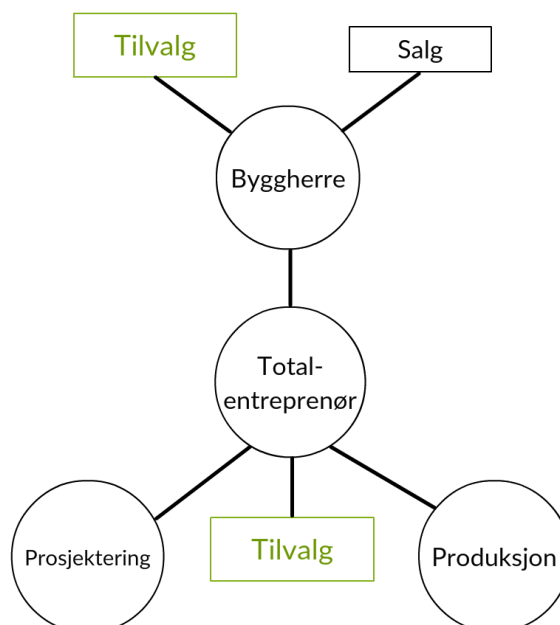 Tilvalg
Salg
Byggherre
Total-
entreprenør
Prosjektering
Tilvalg
Produksjon